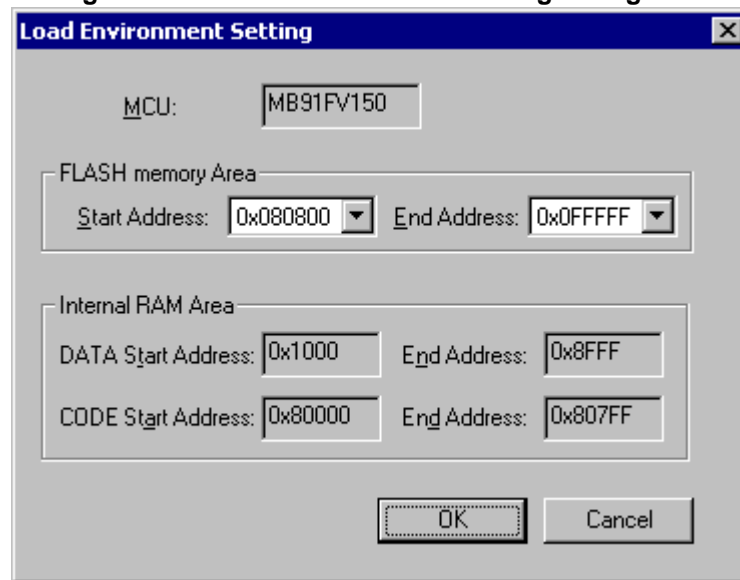 Load Environment Setting
MCU: MB91FV150
FLASH memory Area
Start Address: 0x080800 End Address: 0x0FFFFF
Internal RAM Area
DATA Start Address: 0x1000 End Address: 0x8FFF
CODE Start Address: 0x80000 End Address: 0x807FF
OK Cancel